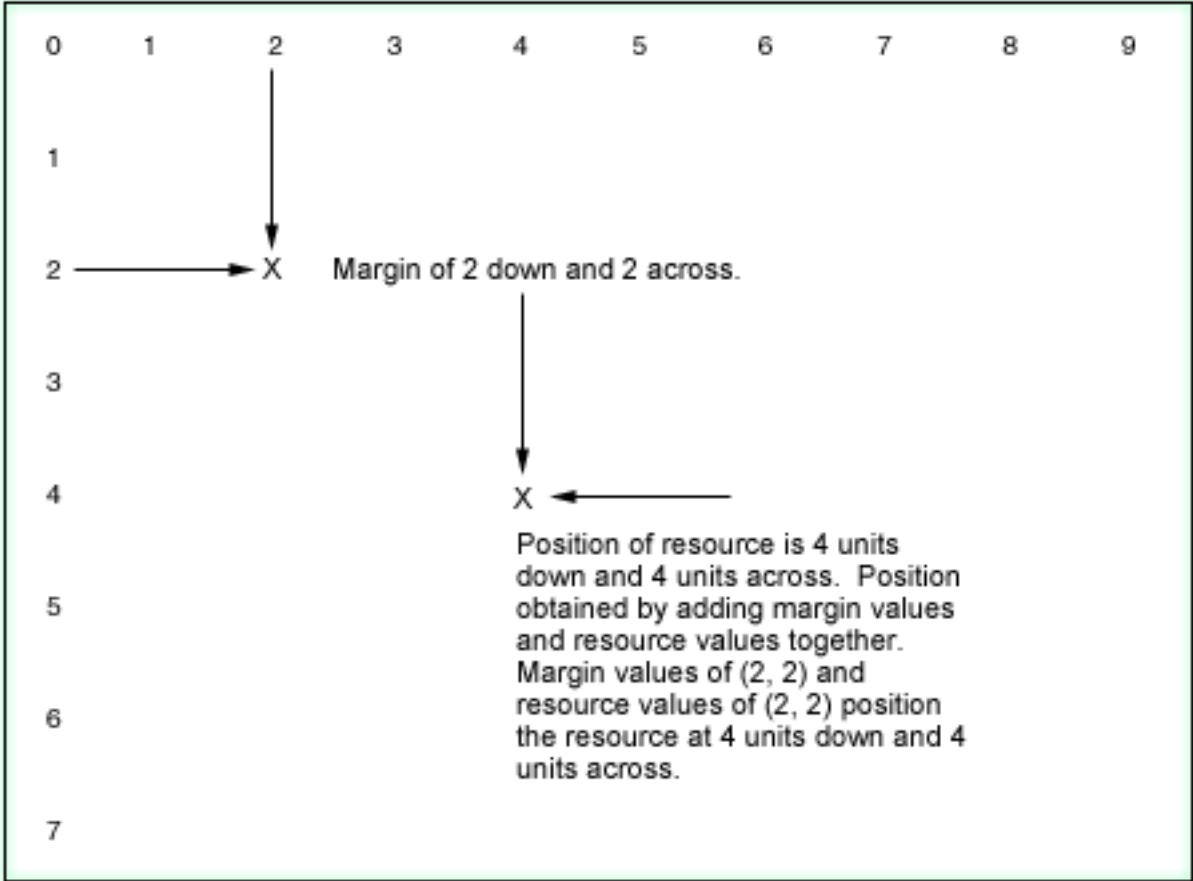 0 1 2 3 4 5 6 7 8 9
1
2 X Margin of 2 down and 2 across.
3
4 X
Position of resource is 4 units
down and 4 units across. Position
5 obtained by adding margin values
and resource values together.
Margin values of (2, 2) and
6 resource values of (2, 2) position
the resource at 4 units down and 4
units across.
7